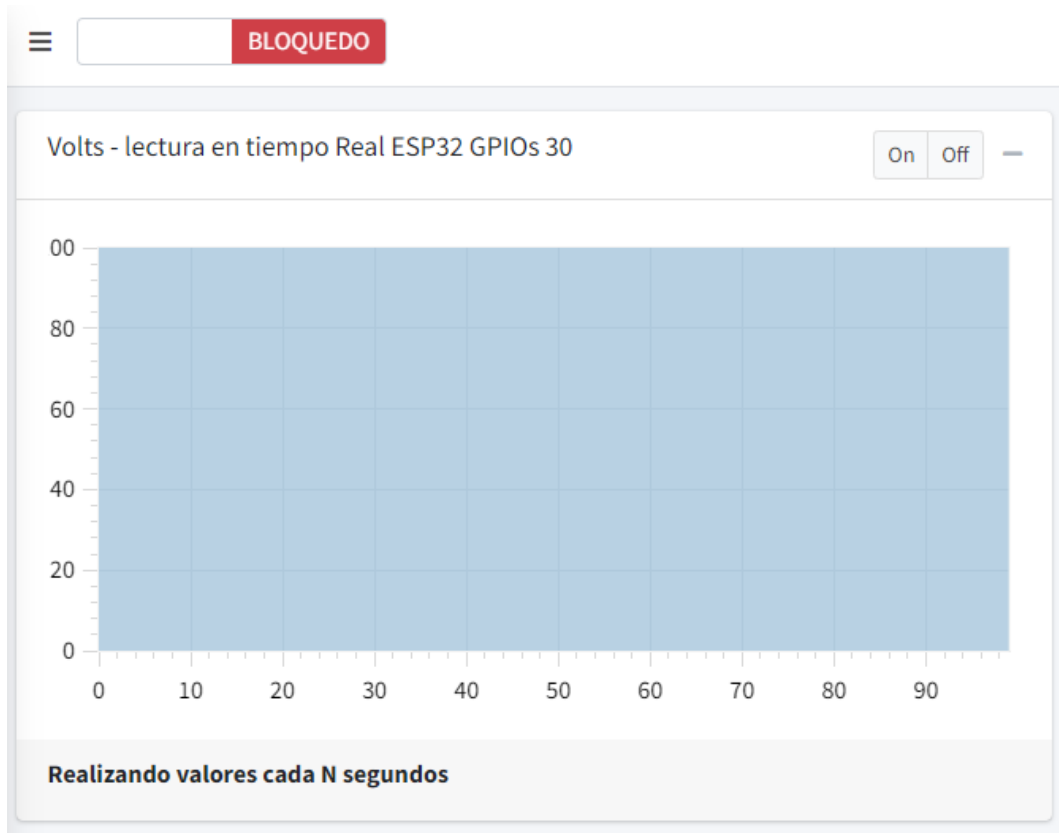 BLOQUEDO
Volts - lectura en tiempo Real ESP32 GPIOs 30
On Off
00
80
60
40
20
0
0 10 20 30 40 50 60 70 80 90
Realizando valores cada N segundos